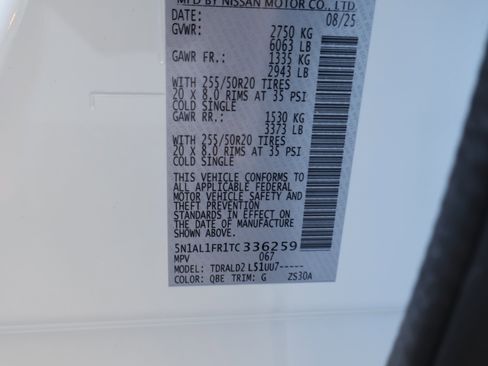 MFD BY NISSAN MOTOR CO., LTD.
DATE: 08/25
GVWR: 2750 KG
6063 LB
GAWR FR: 1335 KG
2943 LB
WITH 255/50R20 TIRES
20 X 8.0 RIMS AT 35 PSI
COLD SINGLE
GAWR RR.: 1530 KG
3373 LB
WITH 255/50R20 TIRES
20 X 8.0 RIMS AT 35 PSI
COLD SINGLE
THIS VEHICLE CONFORMS TO
ALL APPLICABLE FEDERAL
MOTOR VEHICLE SAFETY AND
THEFT PREVENTION
STANDARDS IN EFFECT ON
THE DATE OF MANUFACTURE
SHOWN ABOVE.
5N1AL1FR1TC336259
MPV 067
MODEL: TDRALD2 L51UU7-----
COLOR: QBE TRIM: G ZS30A